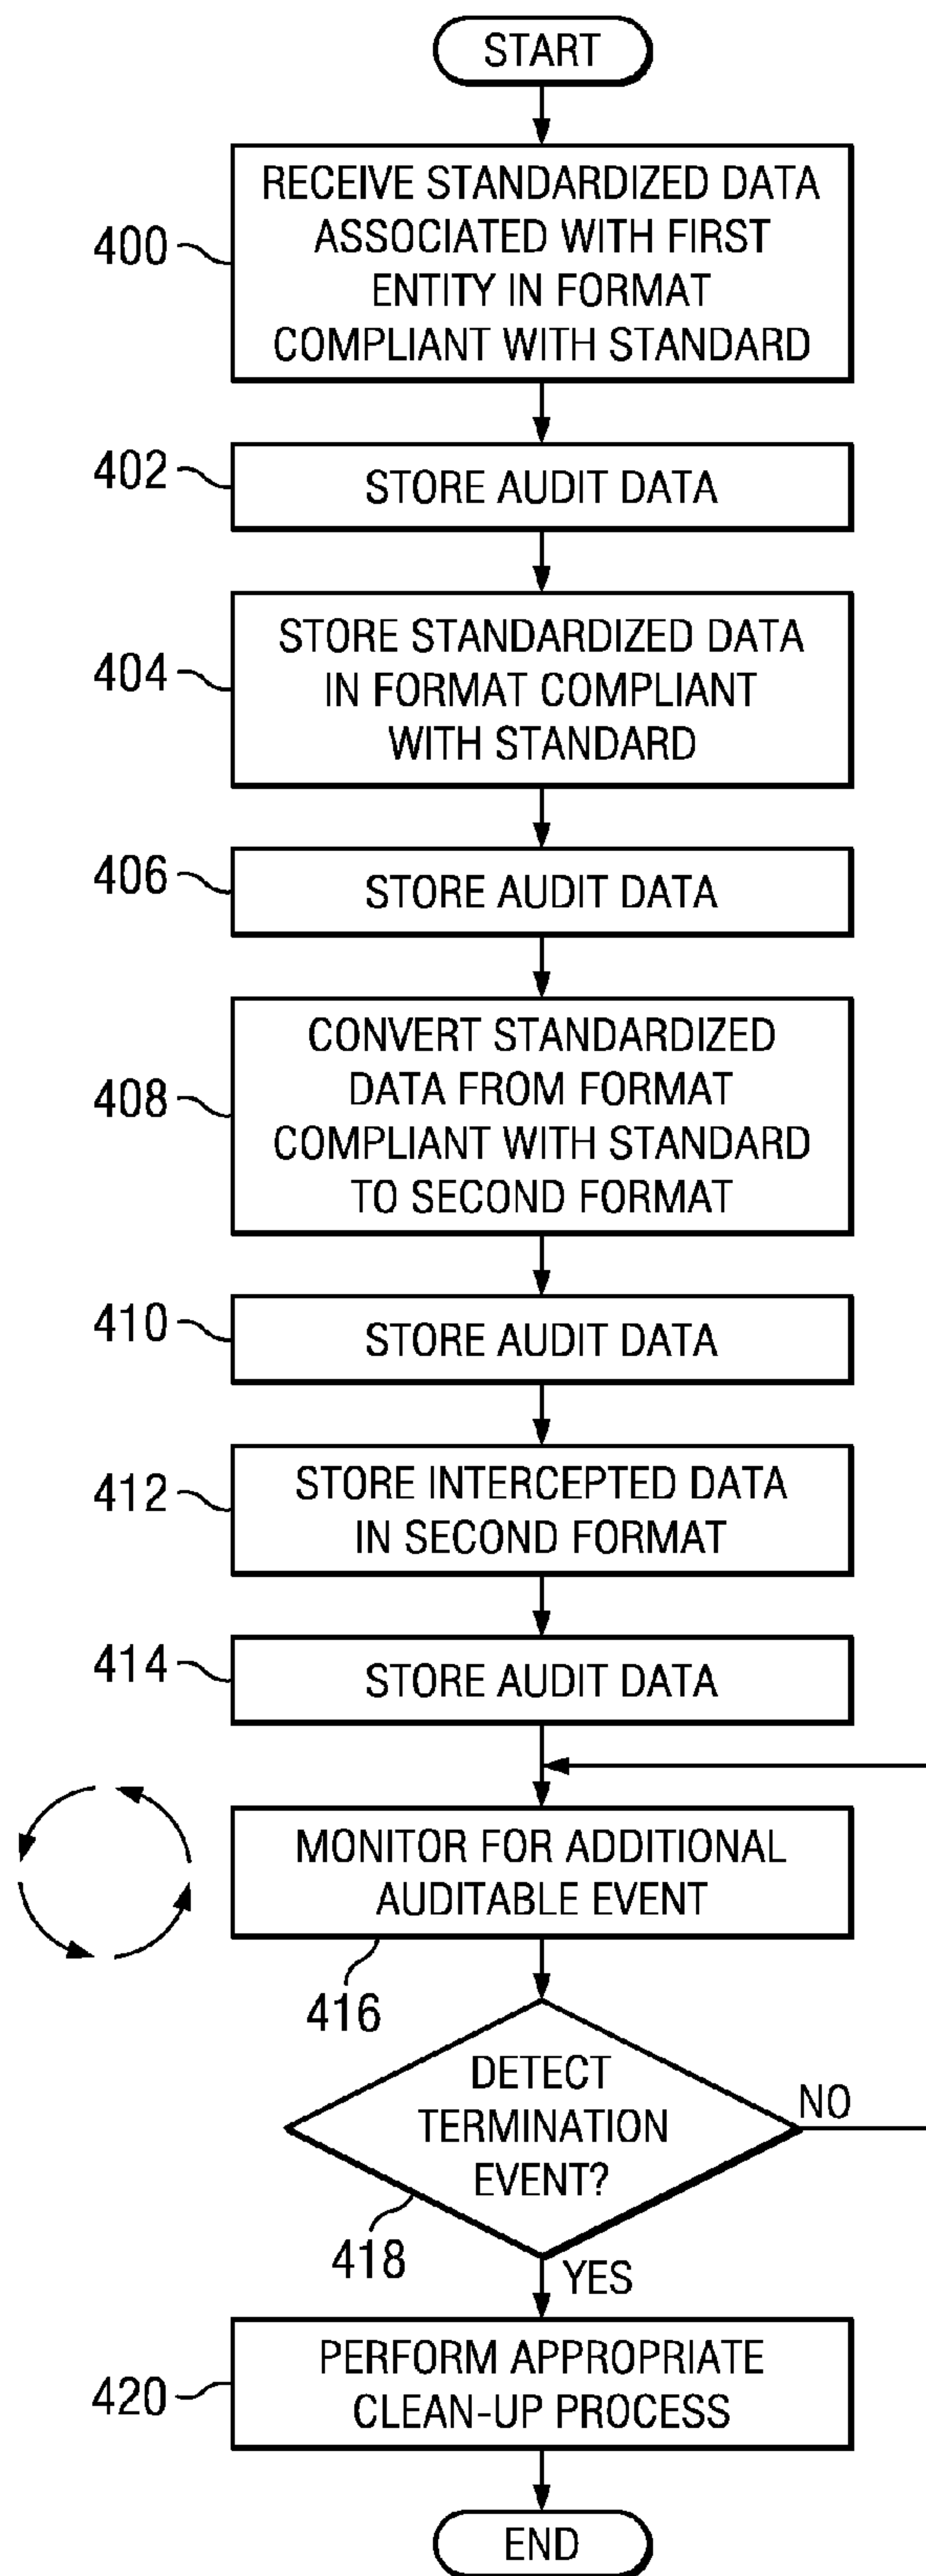 START
RECEIVE STANDARDIZED DATA
ASSOCIATED WITH FIRST
ENTITY IN FORMAT
COMPLIANT WITH STANDARD
400
402
STORE AUDIT DATA
STORE STANDARDIZED DATA
IN FORMAT COMPLIANT
WITH STANDARD
404
406
STORE AUDIT DATA
CONVERT STANDARDIZED
DATA FROM FORMAT
COMPLIANT WITH STANDARD
TO SECOND FORMAT
408
410
STORE AUDIT DATA
STORE INTERCEPTED DATA
IN SECOND FORMAT
412
414
STORE AUDIT DATA
MONITOR FOR ADDITIONAL
AUDITABLE EVENT
416
DETECT
TERMINATION
EVENT?
NO
418
YES
PERFORM APPROPRIATE
CLEAN-UP PROCESS
420
END